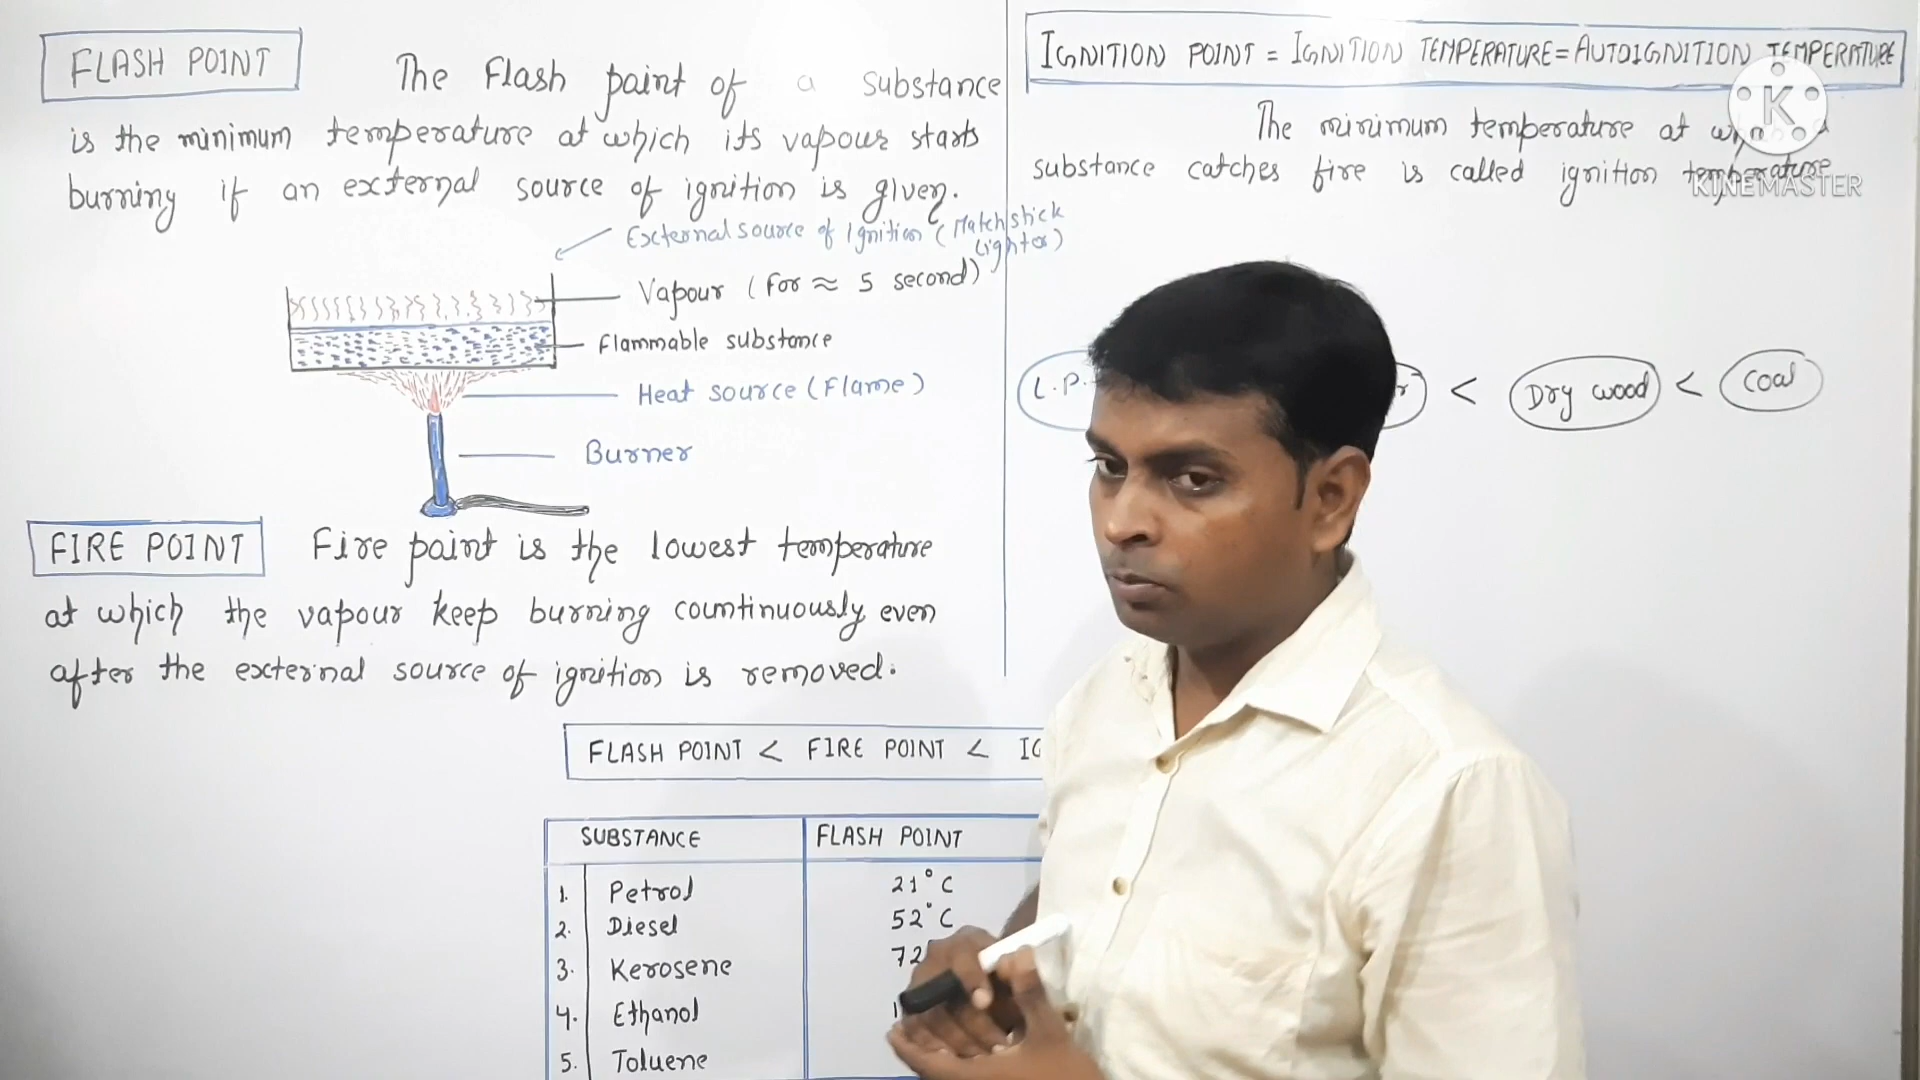 FLASH POINT
The Flash point of a substance
is the minimum temperature at which its vapour starts
burning if an external source of ignition is given.
External source of Ignition (Match stick
Lighter)
Vapour (For ≈ 5 second)
Flammable substance
Heat source (Flame)
Burner
FIRE POINT
Fire point is the lowest temperature
at which the vapour keep burning countinuously even
after the external source of ignition is removed.
IGNITION POINT = IGNITION TEMPERATURE = AUTOIGNITION TEMPERATURE
The minimum temperature at
substance catches fire is called ignition temperature
K
KINEMASTER
L.P. < Dry wood < Coal
FLASH POINT < FIRE POINT <
SUBSTANCE FLASH POINT
1. Petrol 21°C
2. Diesel 52°C
3. Kerosene 72
4. Ethanol
5. Toluene